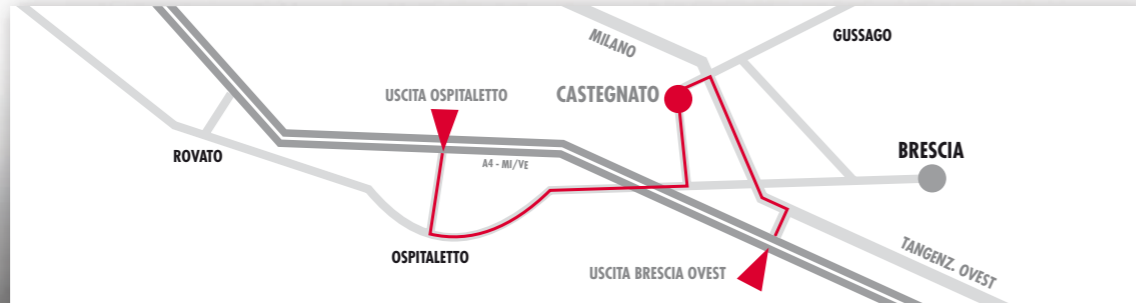 MILANO
GUSSAGO
USCITA OSPITALETTO
CASTEGNATO
ROVATO
A4 - MI/VE
BRESCIA
OSPITALETTO
USCITA BRESCIA OVEST
TANGENZ. OVEST